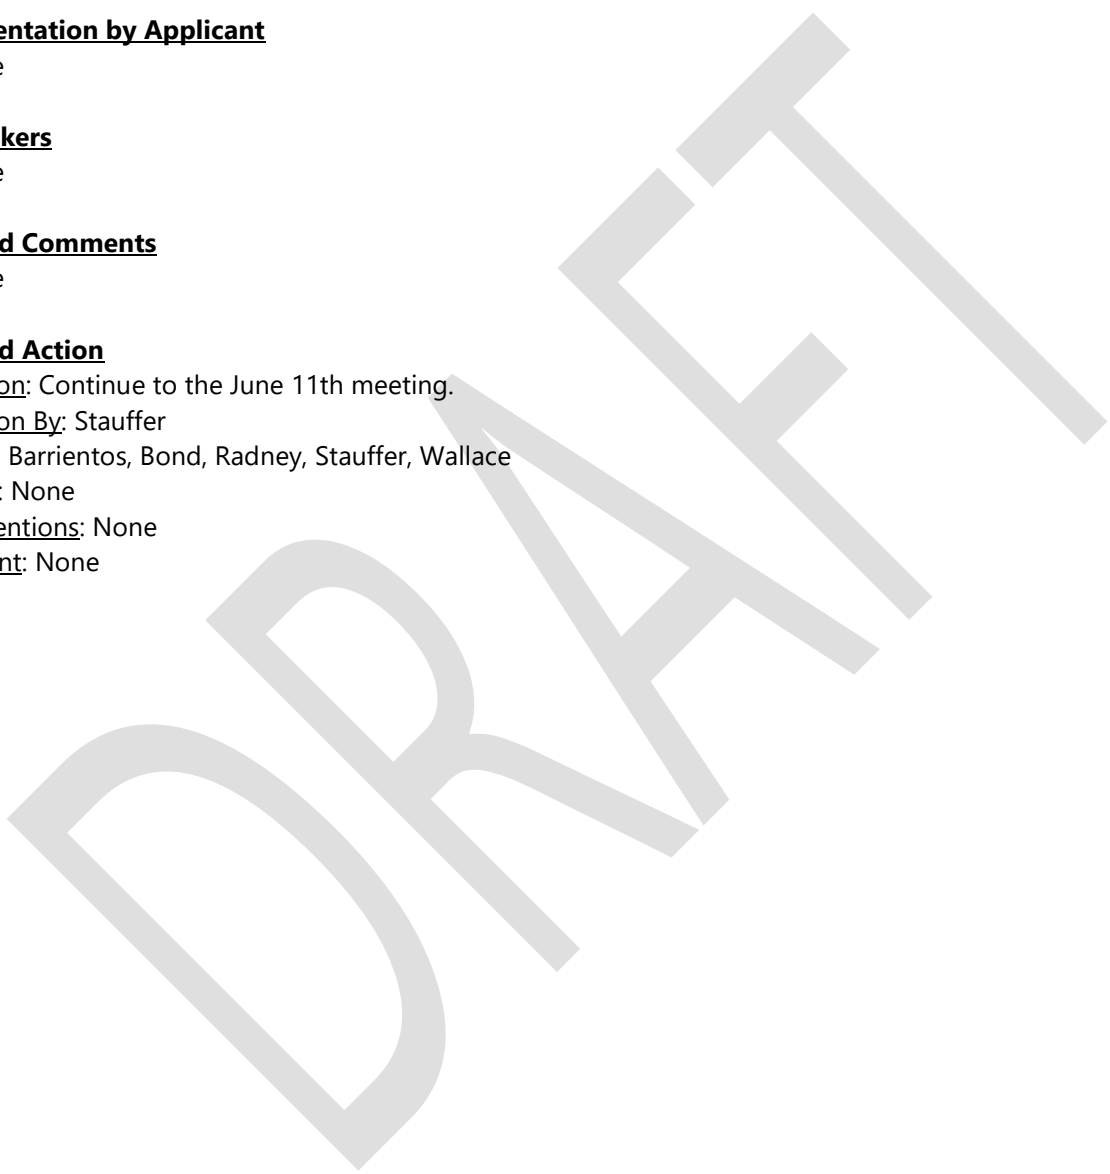 entation by Applicant
e
kers
e
d Comments
e
d Action
on: Continue to the June 11th meeting.
on By: Stauffer
: Barrientos, Bond, Radney, Stauffer, Wallace
: None
entions: None
nt: None
DRAFT